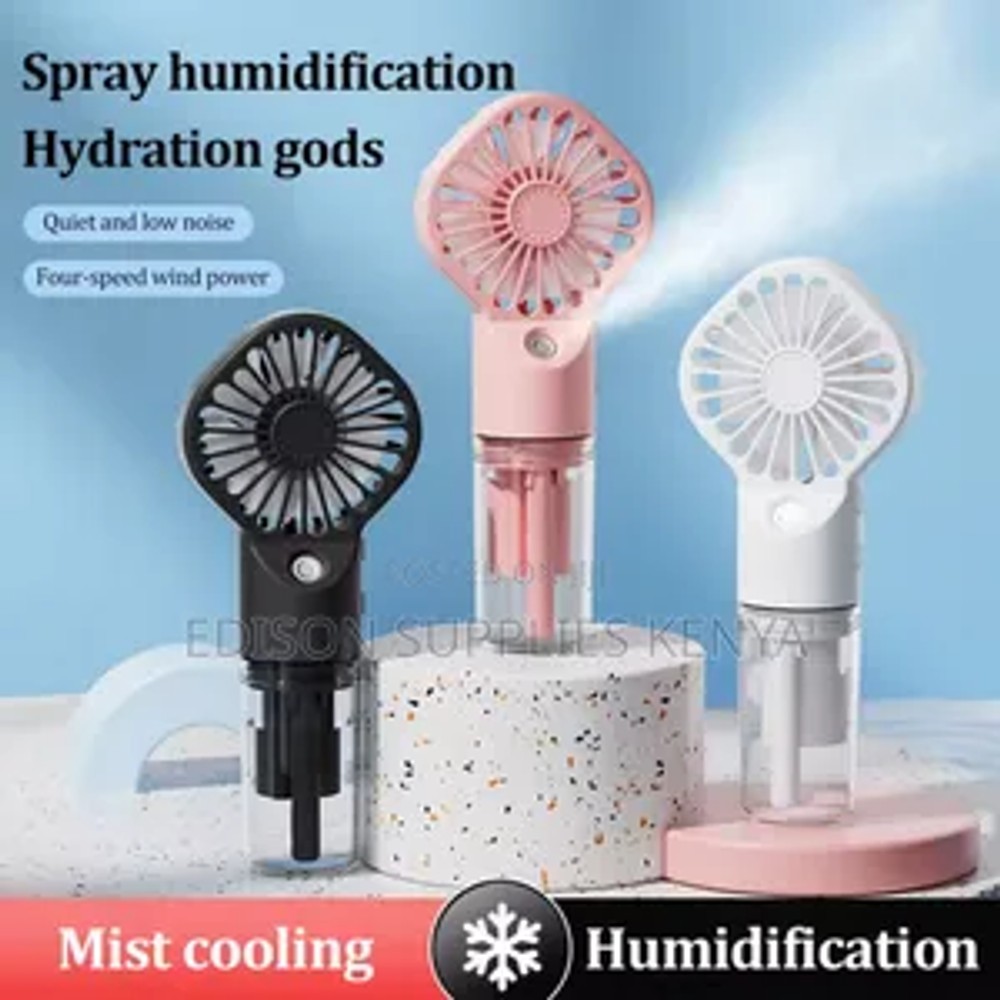 Spray humidification
Hydration gods
Quiet and low noise
Four-speed wind power
EDISON SUPPLIES KENYA
Mist cooling
Humidification